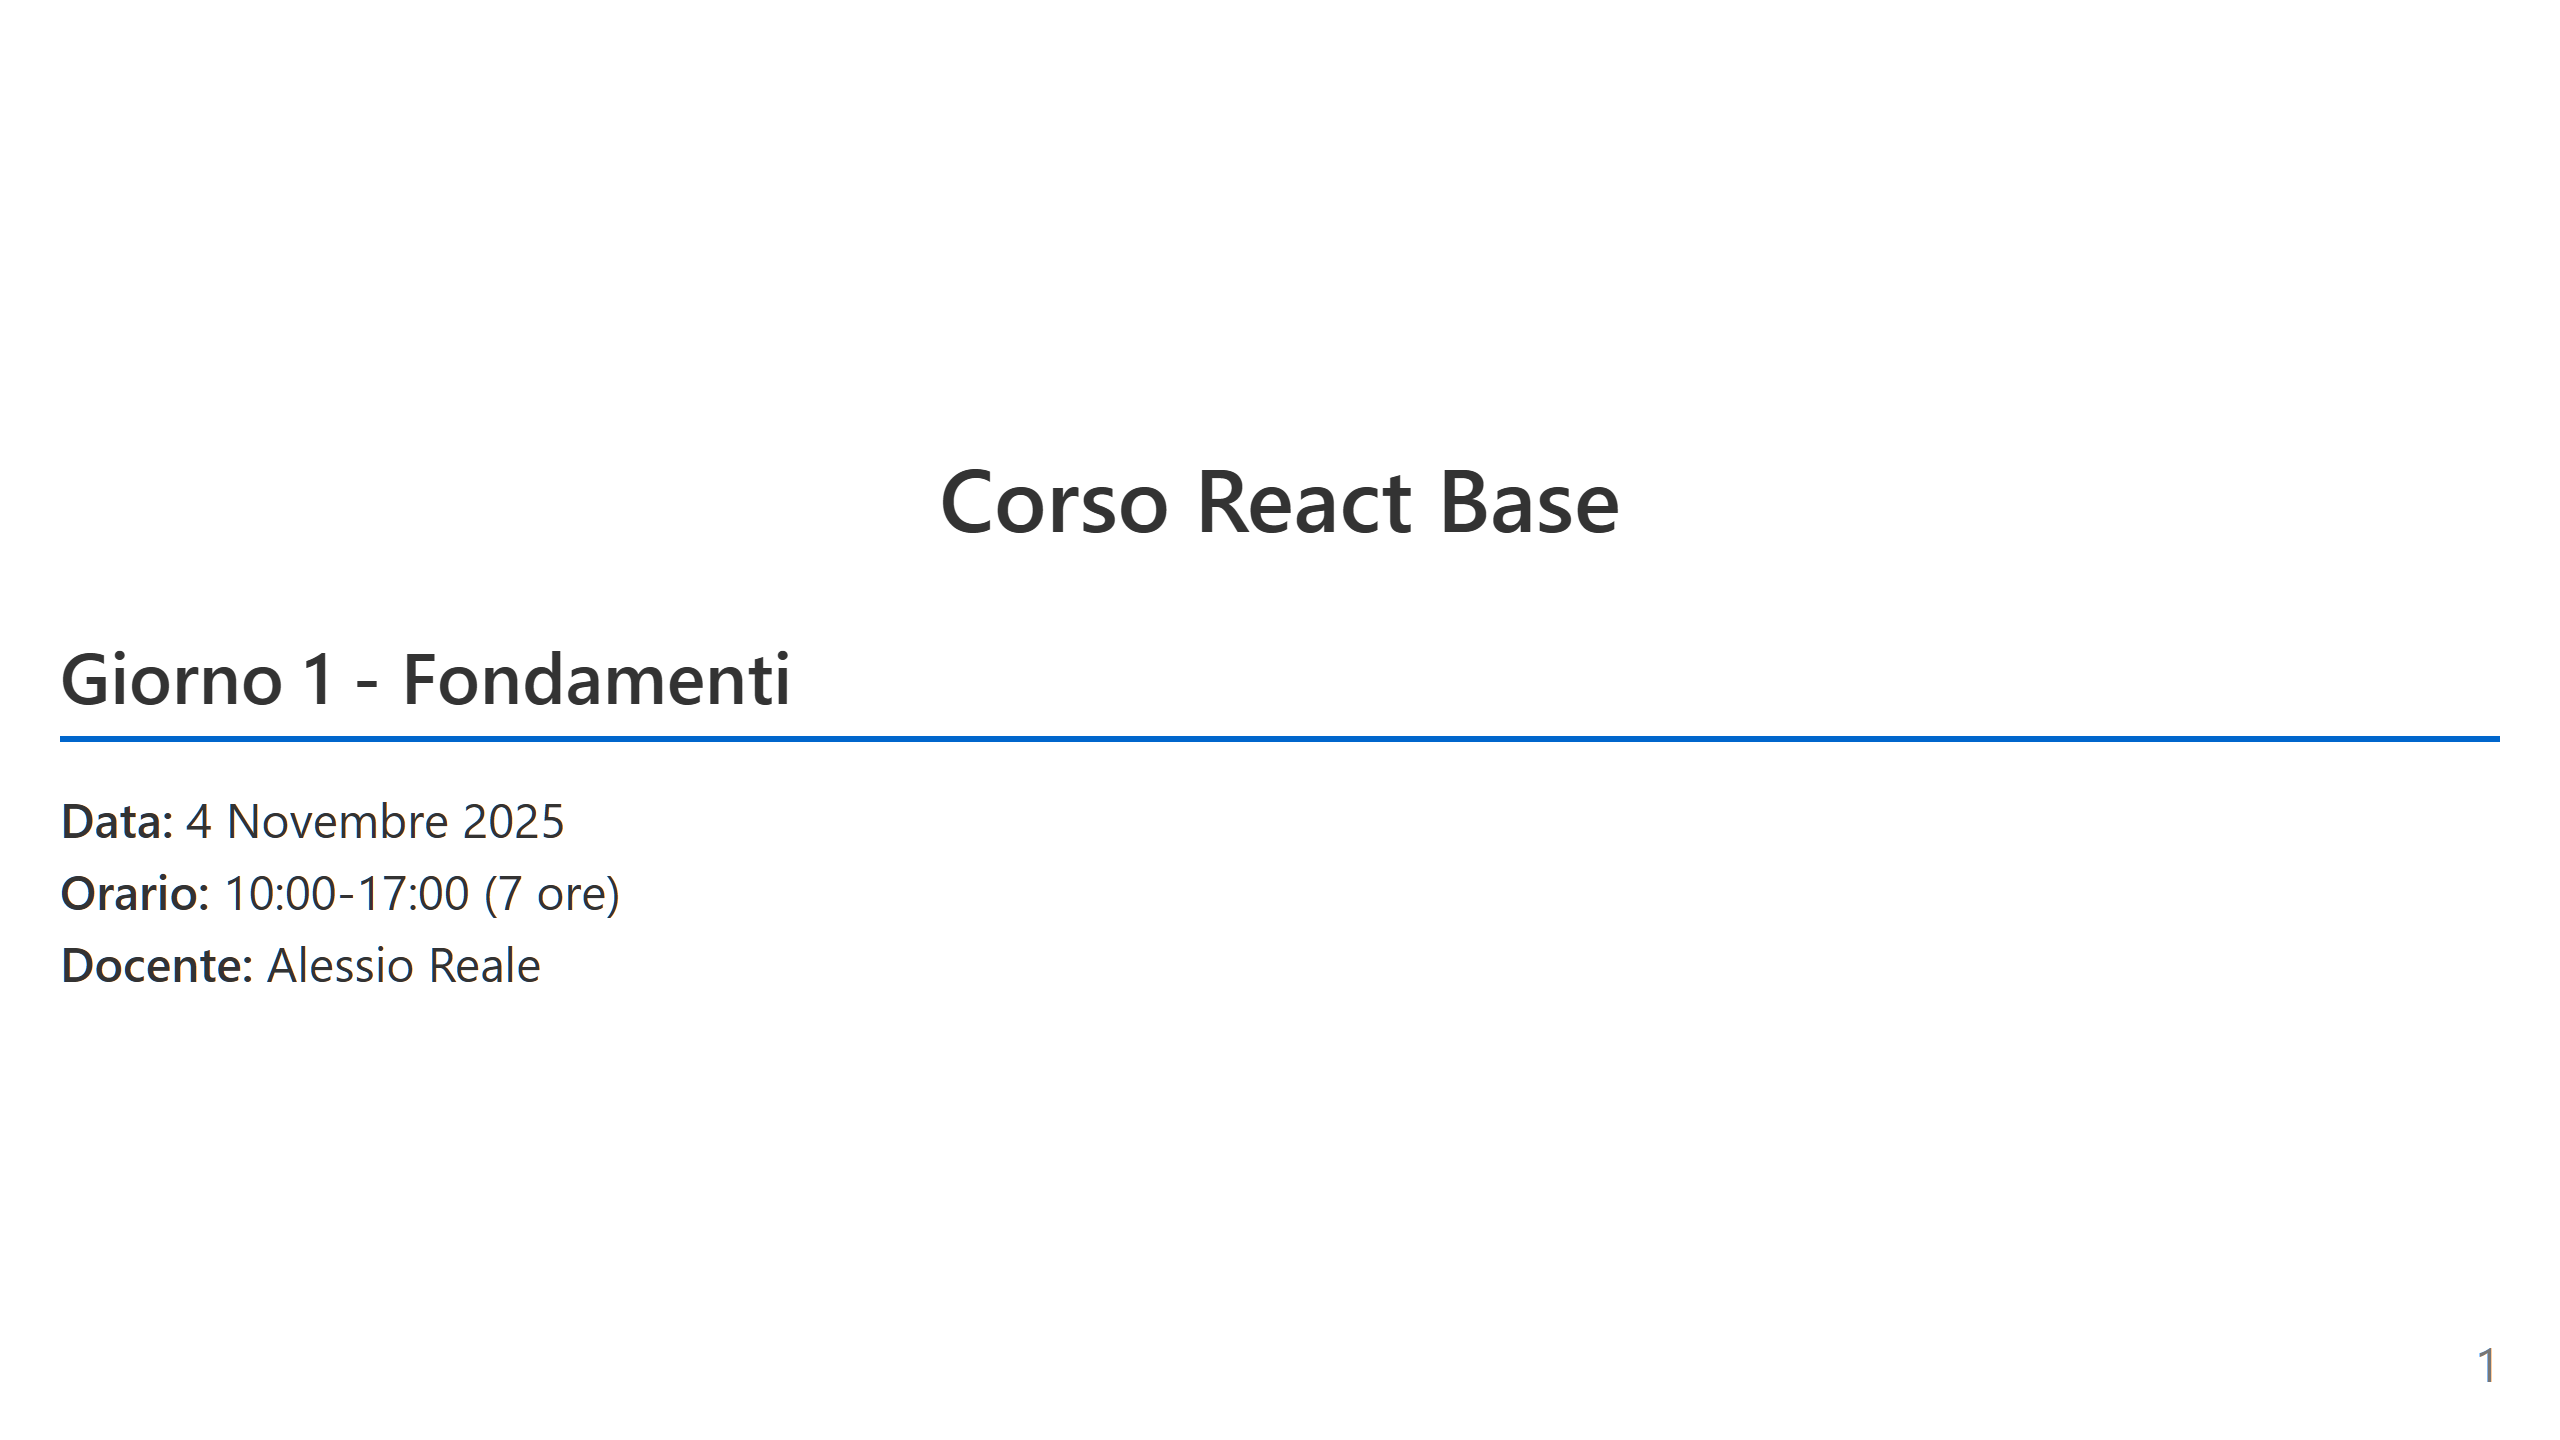 Corso React Base
Giorno 1 - Fondamenti
Data: 4 Novembre 2025
Orario: 10:00-17:00 (7 ore)
Docente: Alessio Reale
1